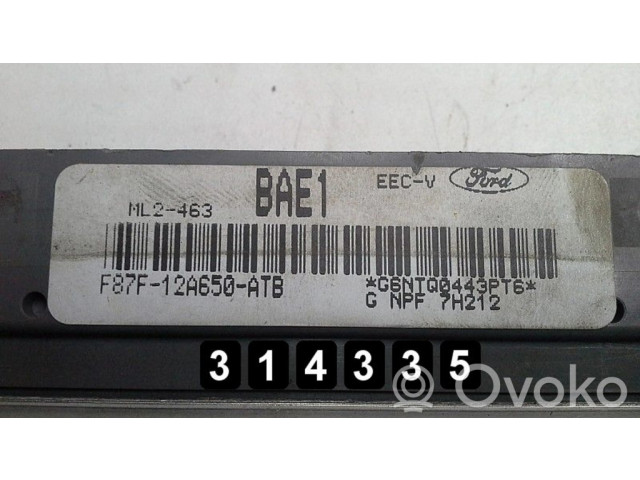 ML2-463 BAE1 EEC-V Ford
F87F-12A650-ATB *G6NTQ0443PT6*
G NPF 7H212
314335
Ovoko